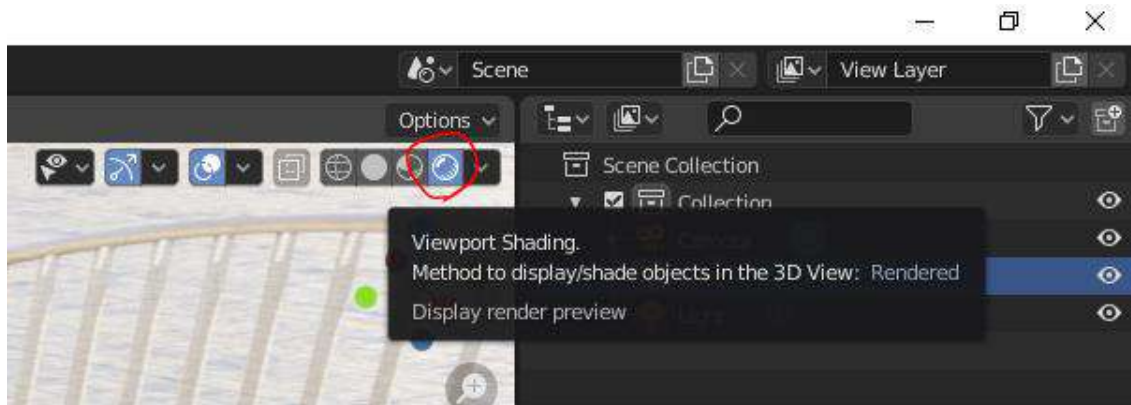 Scene
View Layer
Options
Scene Collection
Collection
Viewport Shading.
Method to display/shade objects in the 3D View: Rendered
Display render preview